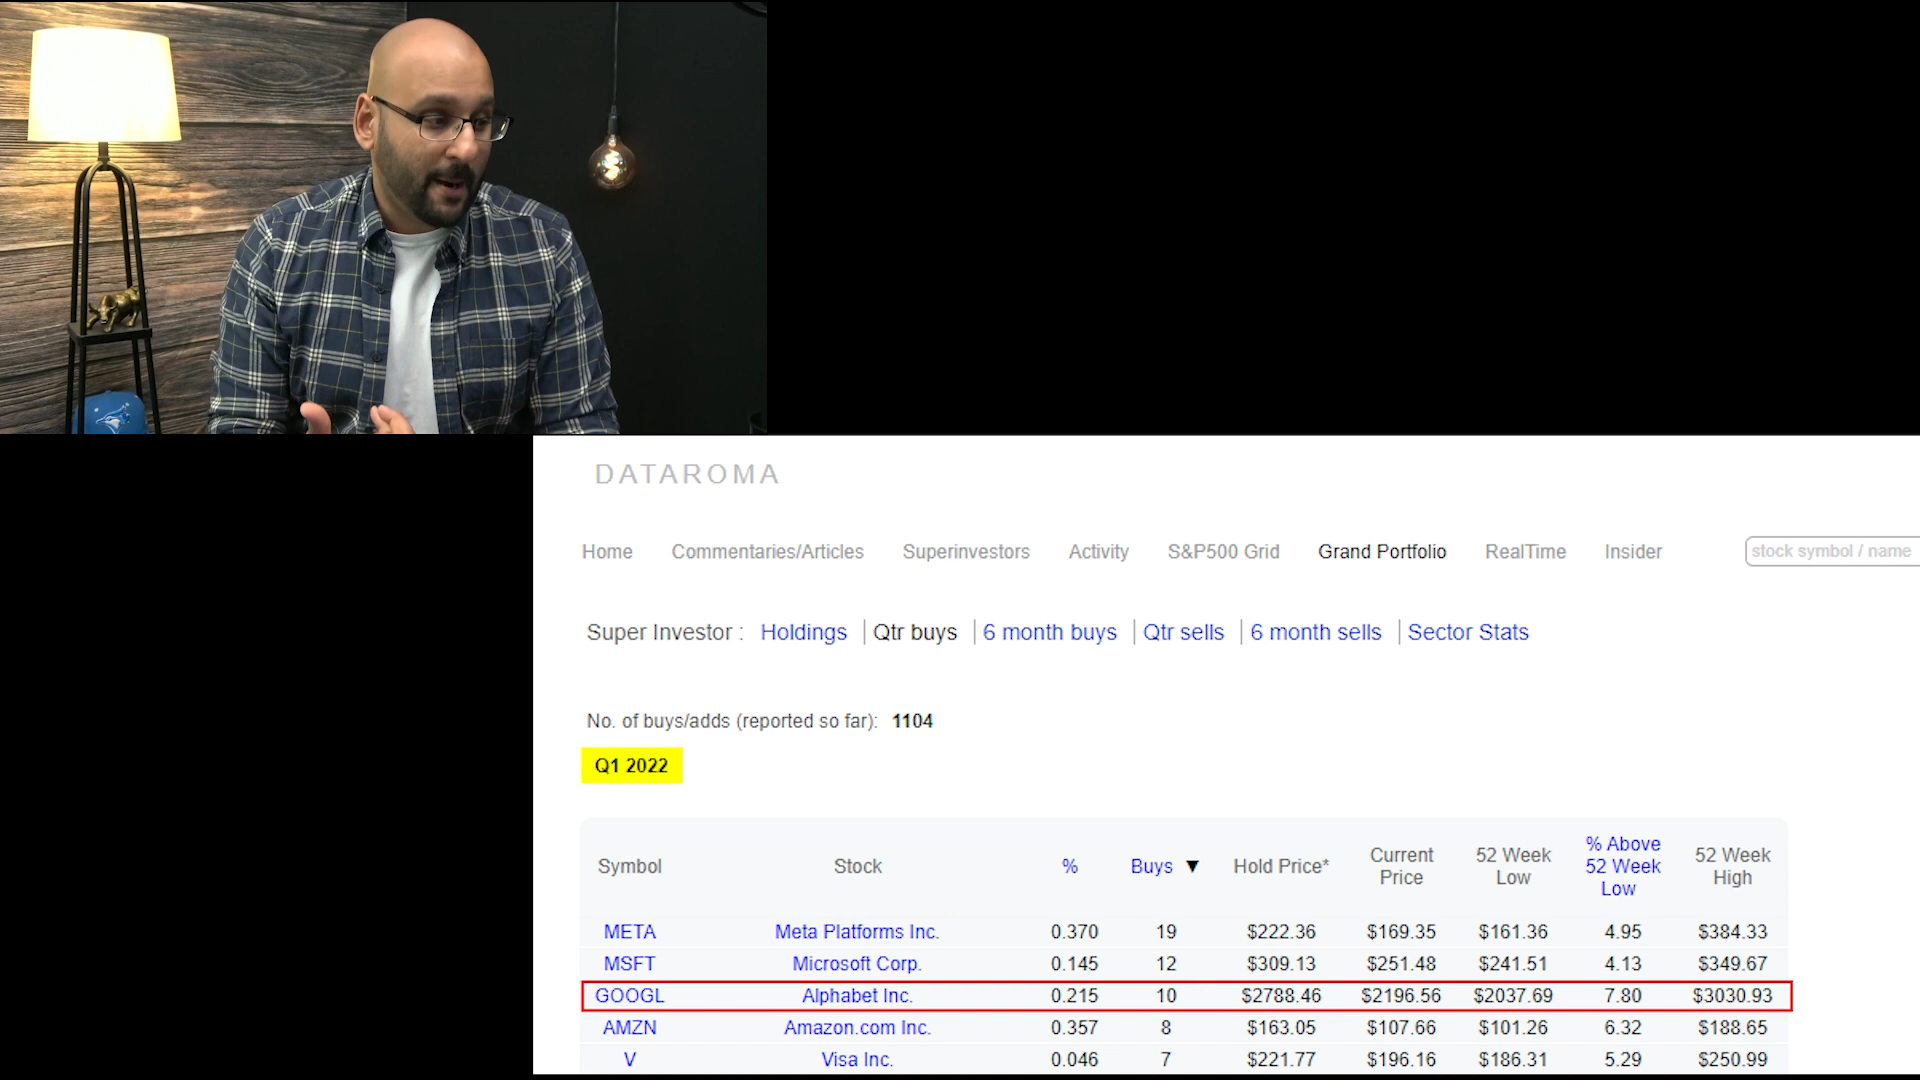 DATAROMA
Home Commentaries/Articles Superinvestors Activity S&P500 Grid Grand Portfolio RealTime Insider stock symbol / name
Super Investor : Holdings | Qtr buys | 6 month buys | Qtr sells | 6 month sells | Sector Stats
No. of buys/adds (reported so far): 1104
Q1 2022
Symbol Stock % Buys ▼ Hold Price* Current Price 52 Week Low % Above 52 Week Low 52 Week High
META Meta Platforms Inc. 0.370 19 $222.36 $169.35 $161.36 4.95 $384.33
MSFT Microsoft Corp. 0.145 12 $309.13 $251.48 $241.51 4.13 $349.67
GOOGL Alphabet Inc. 0.215 10 $2788.46 $2196.56 $2037.69 7.80 $3030.93
AMZN Amazon.com Inc. 0.357 8 $163.05 $107.66 $101.26 6.32 $188.65
V Visa Inc. 0.046 7 $221.77 $196.16 $186.31 5.29 $250.99